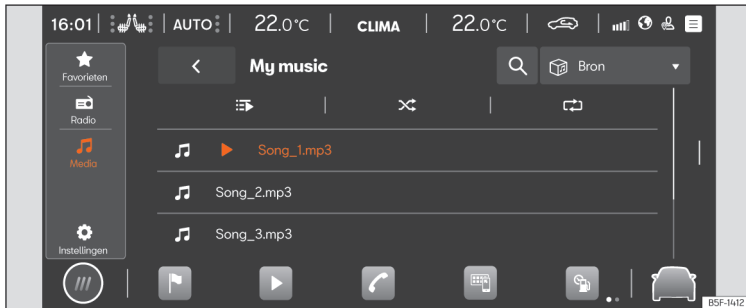 16:01 AUTO 22.0°C CLIMA 22.0°C
Favorieten
My music
Bron
Radio
Media
Song_1.mp3
Song_2.mp3
Song_3.mp3
Instellingen
B5F-1412